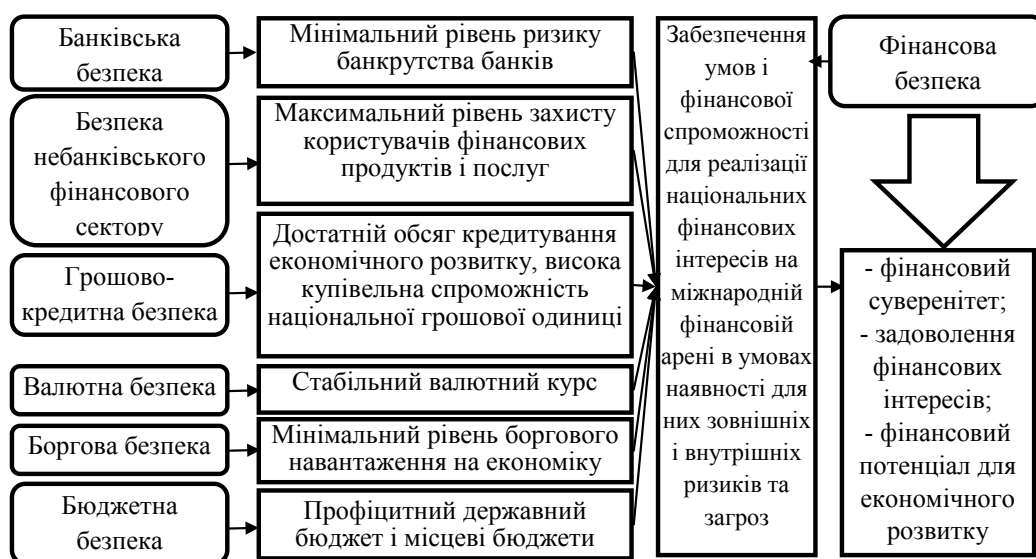 Банківська
безпека
Мінімальний рівень ризику
банкрутства банків
Безпека
небанківського
фінансового
сектору
Максимальний рівень захисту
користувачів фінансових
продуктів і послуг
Грошово-
кредитна безпека
Достатній обсяг кредитування
економічного розвитку, висока
купівельна спроможність
національної грошової одиниці
Валютна безпека
Стабільний валютний курс
Боргова безпека
Мінімальний рівень боргового
навантаження на економіку
Бюджетна
безпека
Профіцитний державний
бюджет і місцеві бюджети
Забезпечення
умов і
фінансової
спроможності
для реалізації
національних
фінансових
інтересів на
міжнародній
фінансовій
арені в умовах
наявності для
них зовнішніх
і внутрішніх
ризиків та
загроз
Фінансова
безпека
- фінансовий
суверенітет;
- задоволення
фінансових
інтересів;
- фінансовий
потенціал для
економічного
розвитку